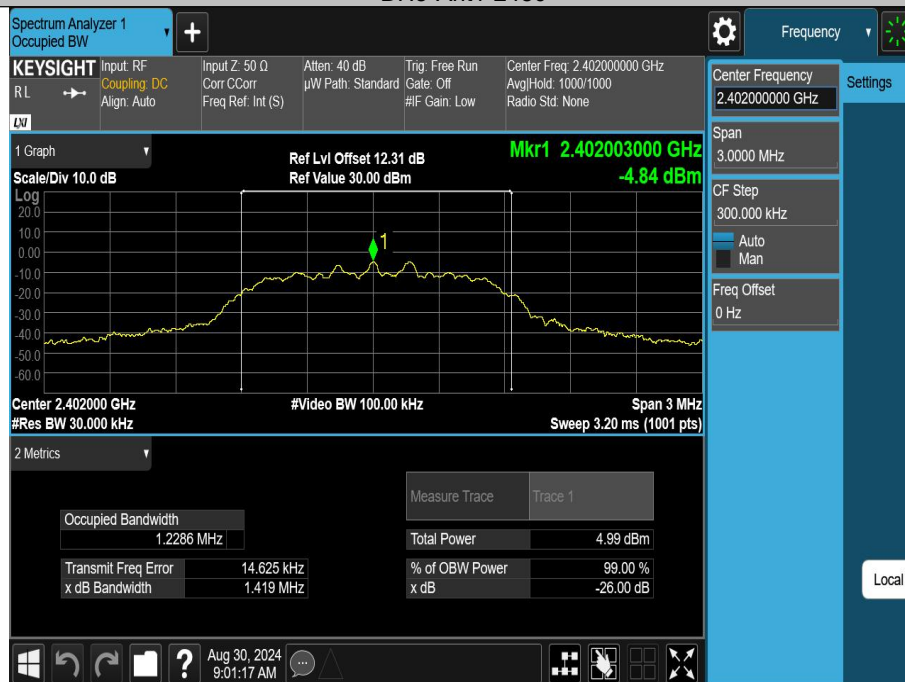 Spectrum Analyzer 1
Occupied BW
Frequency
KEYSIGHT
RL
LXI
Input: RF
Coupling: DC
Align: Auto
Input Z: 50 Ω
Corr CCorr
Freq Ref: Int (S)
Atten: 40 dB
µW Path: Standard
Trig: Free Run
Gate: Off
#IF Gain: Low
Center Freq: 2.402000000 GHz
Avg|Hold: 1000/1000
Radio Std: None
Center Frequency
2.402000000 GHz
Settings
Span
3.0000 MHz
CF Step
300.000 kHz
Auto
Man
Freq Offset
0 Hz
Local
1 Graph
Scale/Div 10.0 dB
Ref Lvl Offset 12.31 dB
Ref Value 30.00 dBm
Mkr1 2.402003000 GHz
-4.84 dBm
Log
20.0
10.0
0.00
-10.0
-20.0
-30.0
-40.0
-50.0
-60.0
1
Center 2.402000 GHz
#Res BW 30.000 kHz
#Video BW 100.00 kHz
Span 3 MHz
Sweep 3.20 ms (1001 pts)
2 Metrics
Measure Trace Trace 1
Occupied Bandwidth
1.2286 MHz
Total Power 4.99 dBm
Transmit Freq Error 14.625 kHz
% of OBW Power 99.00 %
x dB Bandwidth 1.419 MHz
x dB -26.00 dB
?
Aug 30, 2024
9:01:17 AM